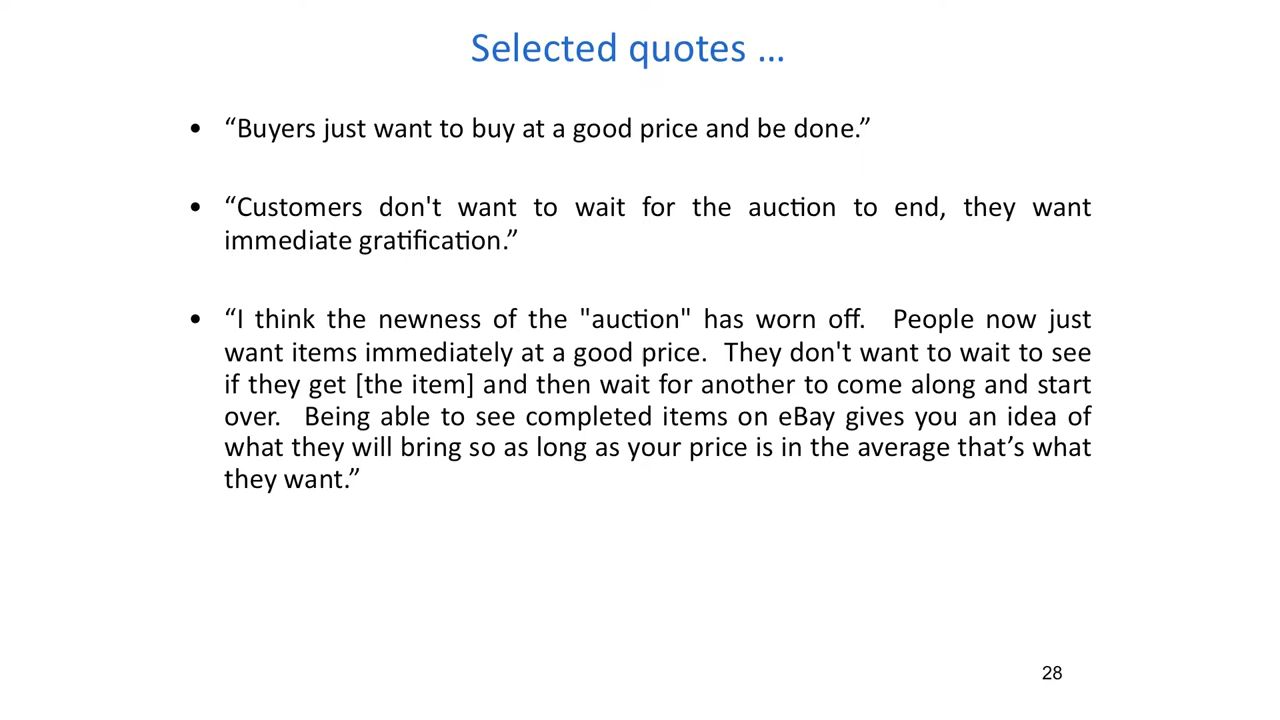 Selected quotes ...
• “Buyers just want to buy at a good price and be done.”
• “Customers don't want to wait for the auction to end, they want
immediate gratification.”
• “I think the newness of the "auction" has worn off.  People now just
want items immediately at a good price.  They don't want to wait to see
if they get [the item] and then wait for another to come along and start
over.  Being able to see completed items on eBay gives you an idea of
what they will bring so as long as your price is in the average that’s what
they want.”
28